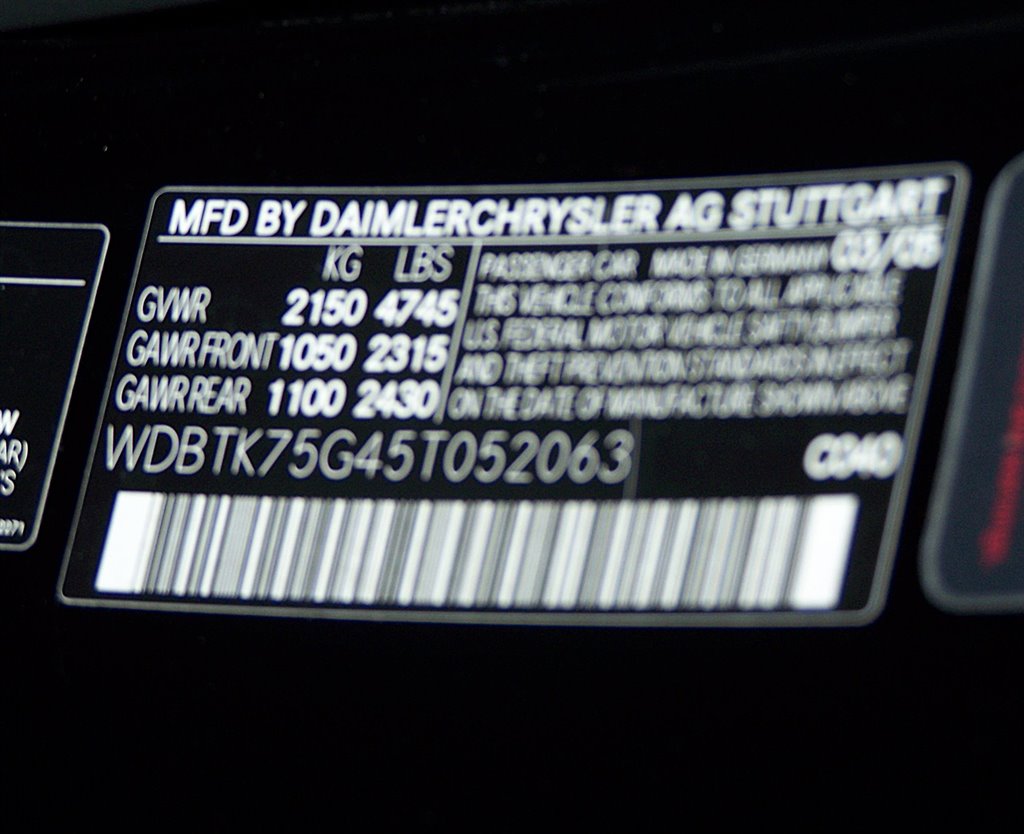 MFD BY DAIMLERCHRYSLER AG STUTTGART
KG LBS
GVWR 2150 4745
GAWR FRONT 1050 2315
GAWR REAR 1100 2430
PASSENGER CAR MADE IN GERMANY 03/05
THIS VEHICLE CONFORMS TO ALL APPLICABLE
U.S. FEDERAL MOTOR VEHICLE SAFETY BUMPER
AND THEFT PREVENTION STANDARDS IN EFFECT
ON THE DATE OF MANUFACTURE SHOWN ABOVE
WDBTK75G45T052063
C040
W
AR)
'S